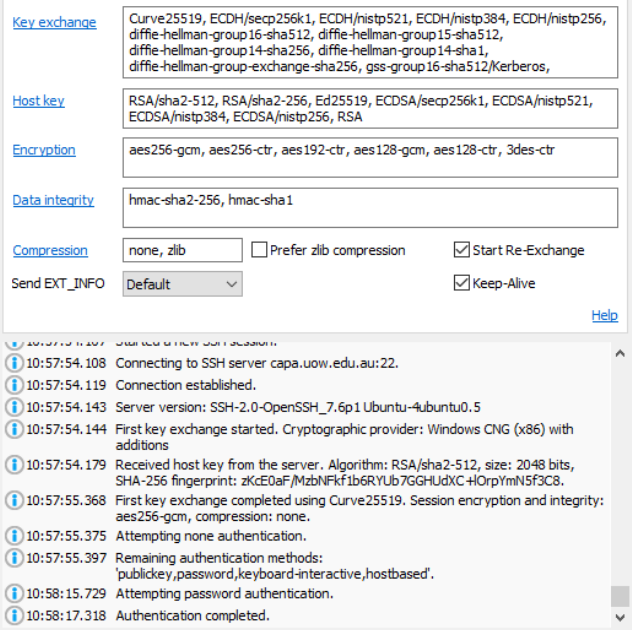 Key exchange
Curve25519, ECDH/secp256k1, ECDH/nistp521, ECDH/nistp384, ECDH/nistp256,
diffie-hellman-group16-sha512, diffie-hellman-group15-sha512,
diffie-hellman-group14-sha256, diffie-hellman-group14-sha1,
diffie-hellman-group-exchange-sha256, gss-group16-sha512/Kerberos,
Host key
RSA/sha2-512, RSA/sha2-256, Ed25519, ECDSA/secp256k1, ECDSA/nistp521,
ECDSA/nistp384, ECDSA/nistp256, RSA
Encryption
aes256-gcm, aes256-ctr, aes192-ctr, aes128-gcm, aes128-ctr, 3des-ctr
Data integrity
hmac-sha2-256, hmac-sha1
Compression none, zlib Prefer zlib compression Start Re-Exchange
Send EXT_INFO Default Keep-Alive
Help
Started a new SSH session.
10:57:54.108 Connecting to SSH server capa.uow.edu.au:22.
10:57:54.119 Connection established.
10:57:54.143 Server version: SSH-2.0-OpenSSH_7.6p1 Ubuntu-4ubuntu0.5
10:57:54.144 First key exchange started. Cryptographic provider: Windows CNG (x86) with
additions
10:57:54.179 Received host key from the server. Algorithm: RSA/sha2-512, size: 2048 bits,
SHA-256 fingerprint: zKcE0aF/MzbNFkf1b6RYUb7GGHUdXC+lOrpYmN5f3C8.
10:57:55.368 First key exchange completed using Curve25519. Session encryption and integrity:
aes256-gcm, compression: none.
10:57:55.375 Attempting none authentication.
10:57:55.397 Remaining authentication methods:
'publickey,password,keyboard-interactive,hostbased'.
10:58:15.729 Attempting password authentication.
10:58:17.318 Authentication completed.